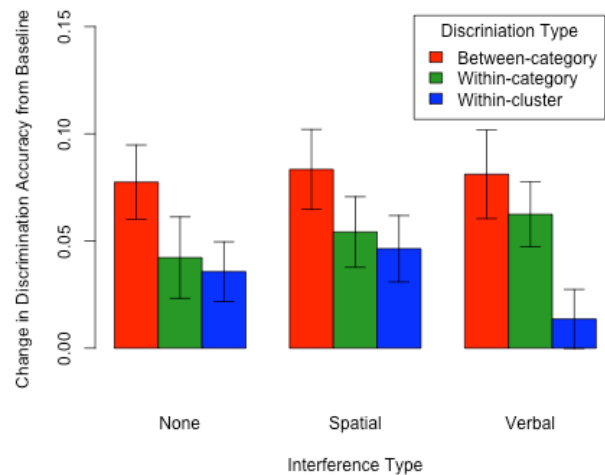 Change in Discrimination Accuracy from Baseline
0.15
0.10
0.05
0.00
Discriniation Type
Between-category
Within-category
Within-cluster
None
Spatial
Verbal
Interference Type